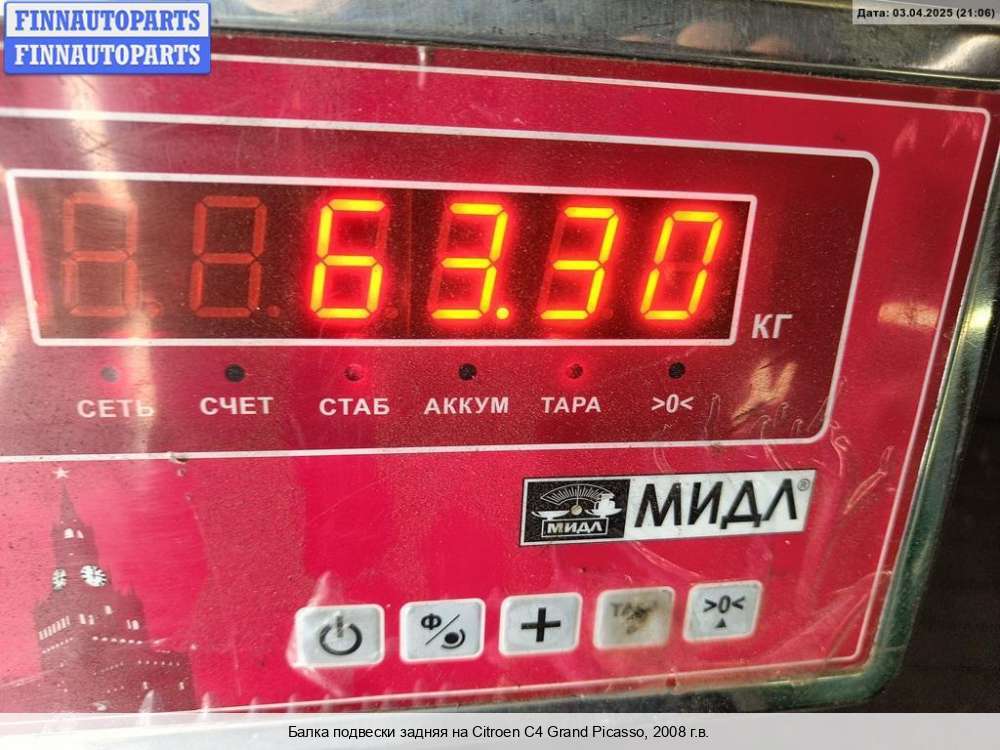 FINNAUTOPARTS
FINNAUTOPARTS
Дата: 03.04.2025 (21:06)
63.30
КГ
СЕТЬ СЧЕТ СТАБ АККУМ ТАРА >0<
МИДЛ МИДЛ®
Ф/ + >0<
Балка подвески задняя на Citroen C4 Grand Picasso, 2008 г.в.